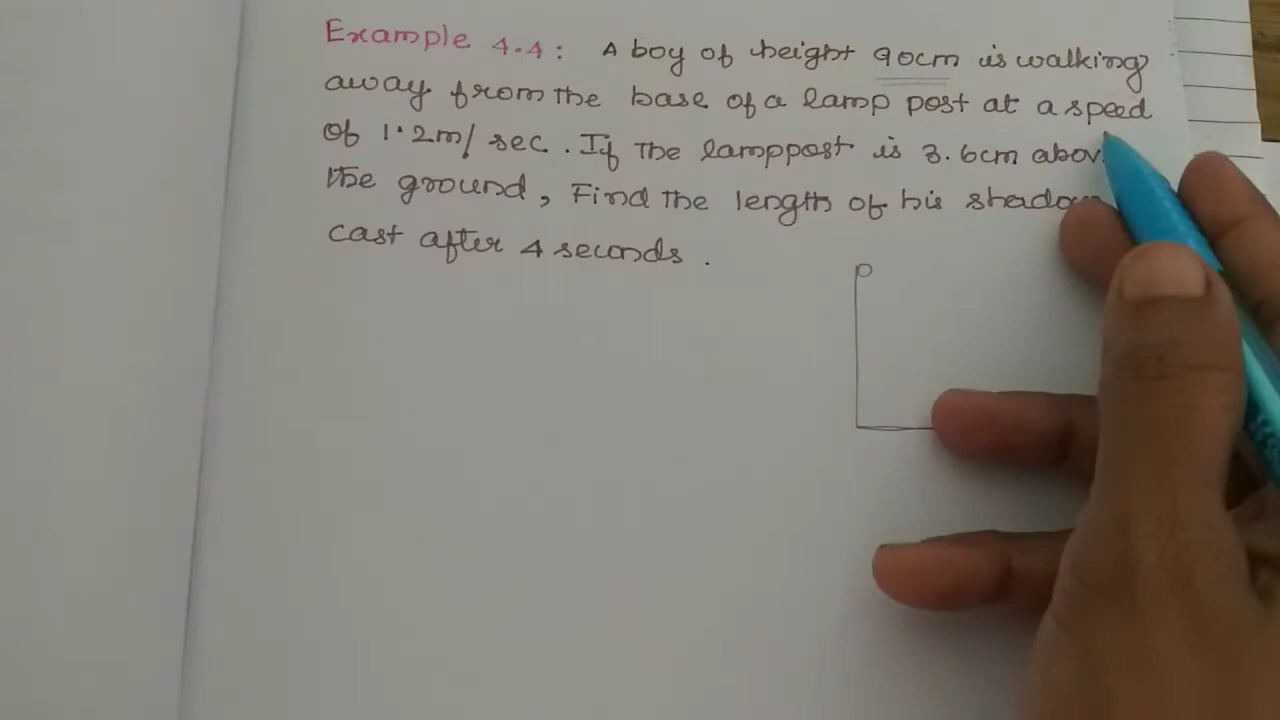 Example 4.4: A boy of height 90cm is walking
away from the base of a lamp post at a speed
of 1.2m/sec. If the lamppost is 3.6cm abov
the ground, Find the length of his shadow
cast after 4 seconds.